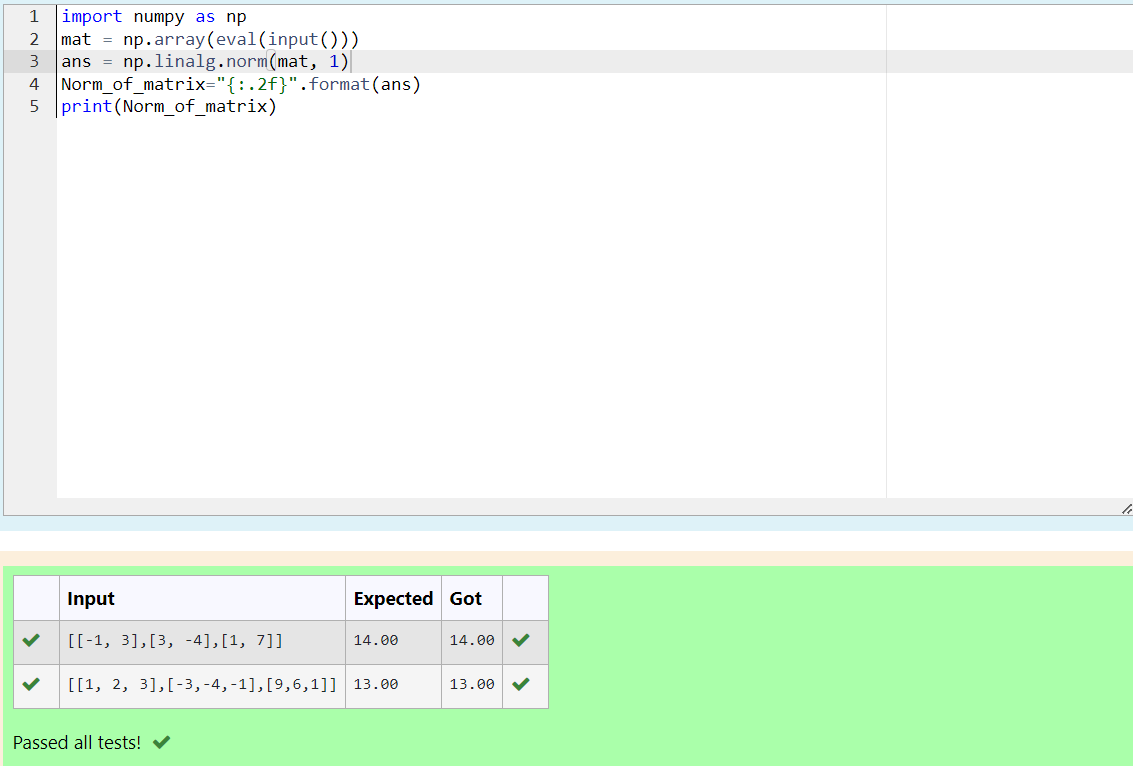 1 import numpy as np
2 mat = np.array(eval(input()))
3 ans = np.linalg.norm(mat, 1)
4 Norm_of_matrix="{:.2f}".format(ans)
5 print(Norm_of_matrix)
Input Expected Got
[[-1, 3],[3, -4],[1, 7]] 14.00 14.00
[[1, 2, 3],[-3,-4,-1],[9,6,1]] 13.00 13.00
Passed all tests!